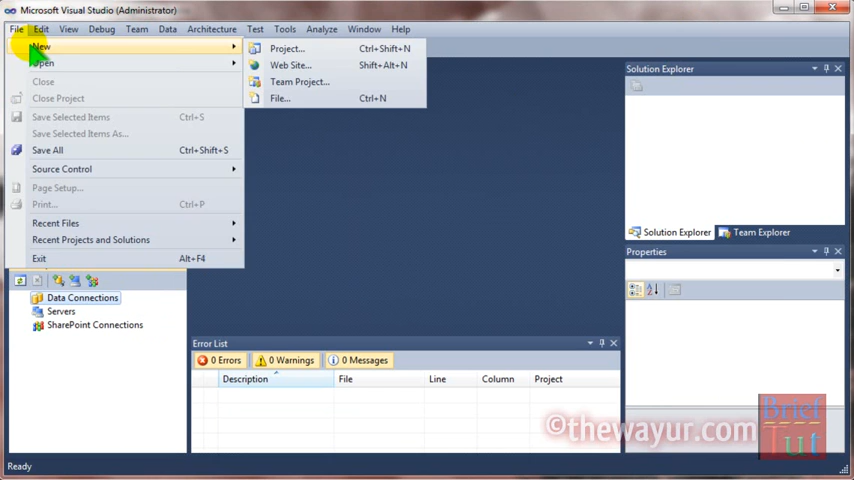 Microsoft Visual Studio (Administrator)
File Edit View Debug Team Data Architecture Test Tools Analyze Window Help
New
Open
Close
Close Project
Save Selected Items Ctrl+S
Save Selected Items As...
Save All Ctrl+Shift+S
Source Control
Page Setup...
Print... Ctrl+P
Recent Files
Recent Projects and Solutions
Exit Alt+F4
Project... Ctrl+Shift+N
Web Site... Shift+Alt+N
Team Project...
File... Ctrl+N
Data Connections
Servers
SharePoint Connections
Solution Explorer
Solution Explorer Team Explorer
Properties
Error List
0 Errors 0 Warnings 0 Messages
Description File Line Column Project
©thewayur.com
Brief
Tut
Ready